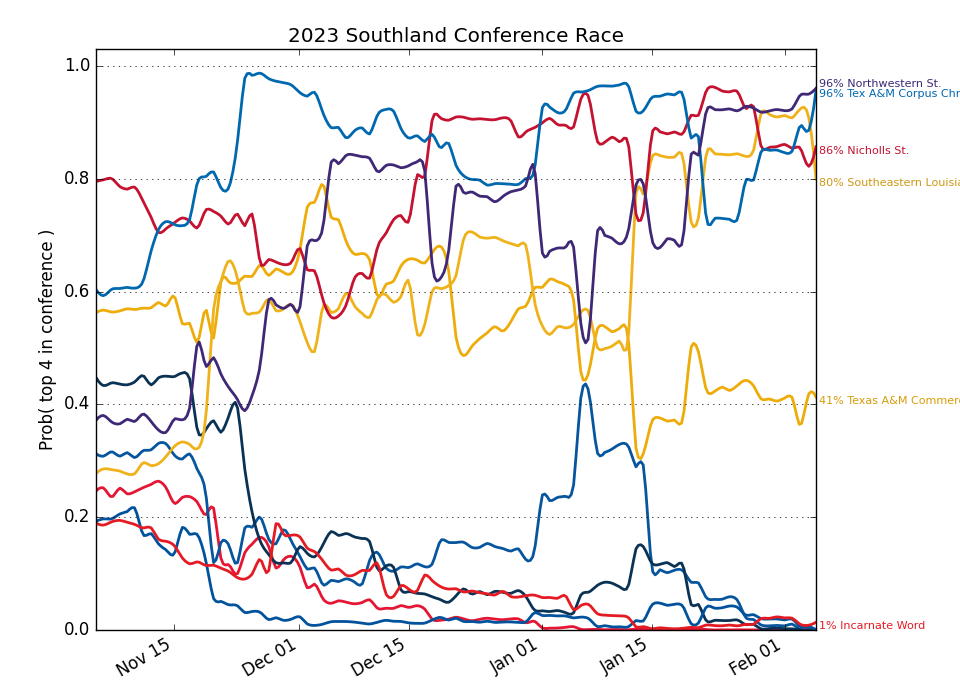 2023 Southland Conference Race
Prob( top 4 in conference )
1.0
0.8
0.6
0.4
0.2
0.0
96% Northwestern St.
96% Tex A&M Corpus Chr
86% Nicholls St.
80% Southeastern Louisia
41% Texas A&M Commerc
1% Incarnate Word
Nov 15
Dec 01
Dec 15
Jan 01
Jan 15
Feb 01